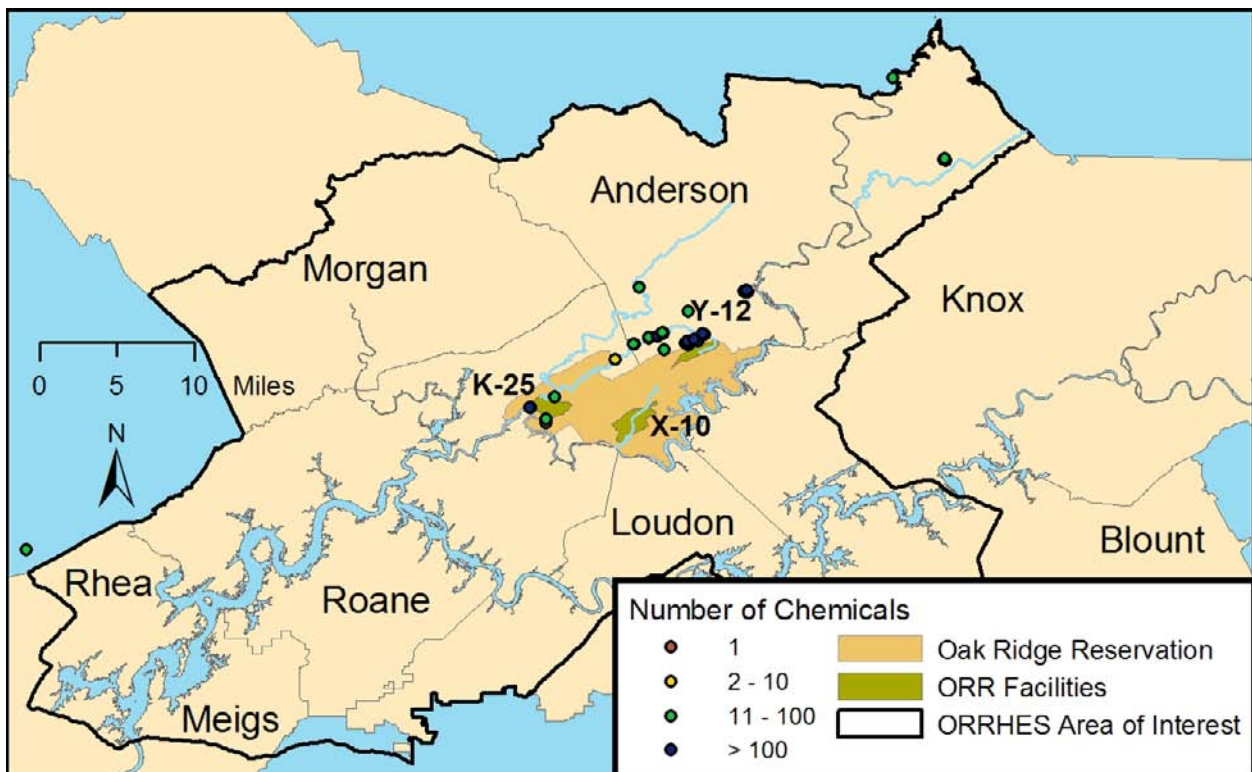 Anderson
Morgan
Knox
Y-12
0 5 10 Miles
K-25
N
X-10
Loudon
Blount
Rhea
Roane
Meigs
Number of Chemicals
1
2 - 10
11 - 100
> 100
Oak Ridge Reservation
ORR Facilities
ORRHES Area of Interest